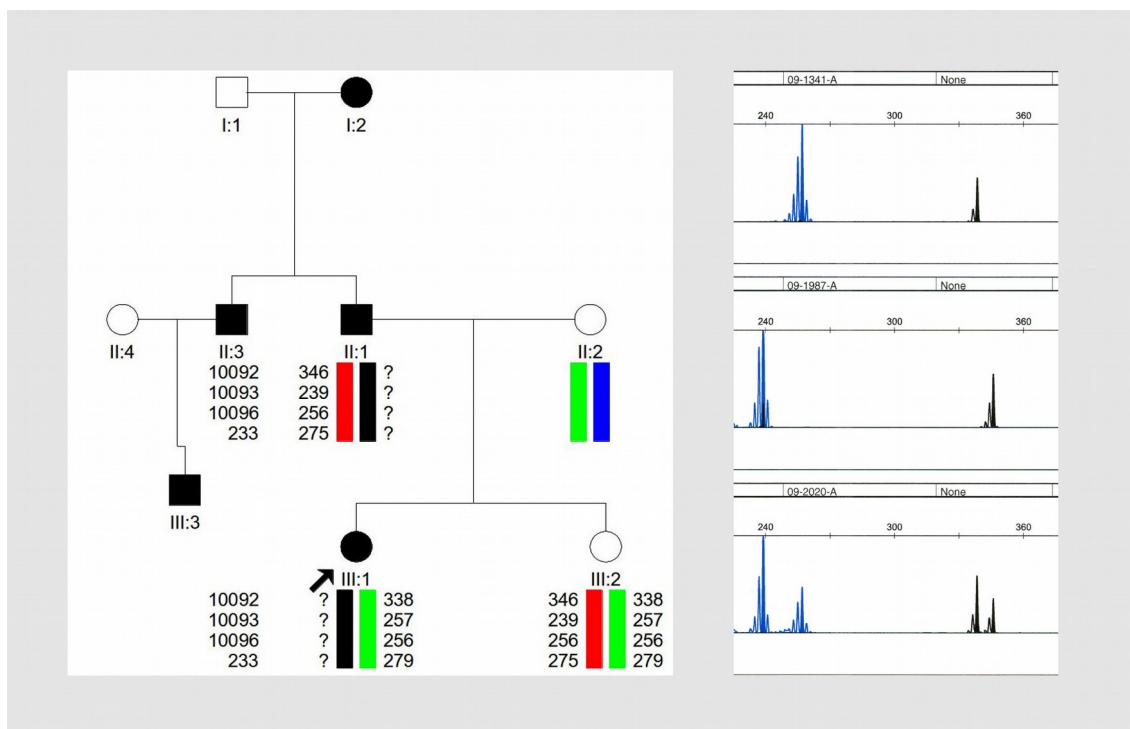 I:1 I:2
II:4 II:3 II:1 II:2
10092 346 ?
10093 239 ?
10096 256 ?
233 275 ?
III:3
III:1 III:2
10092 ? 338 346 338
10093 ? 257 239 257
10096 ? 256 256 256
233 ? 279 275 279
09-1341-A None
240 300 360
09-1987-A None
240 300 360
09-2020-A None
240 300 360